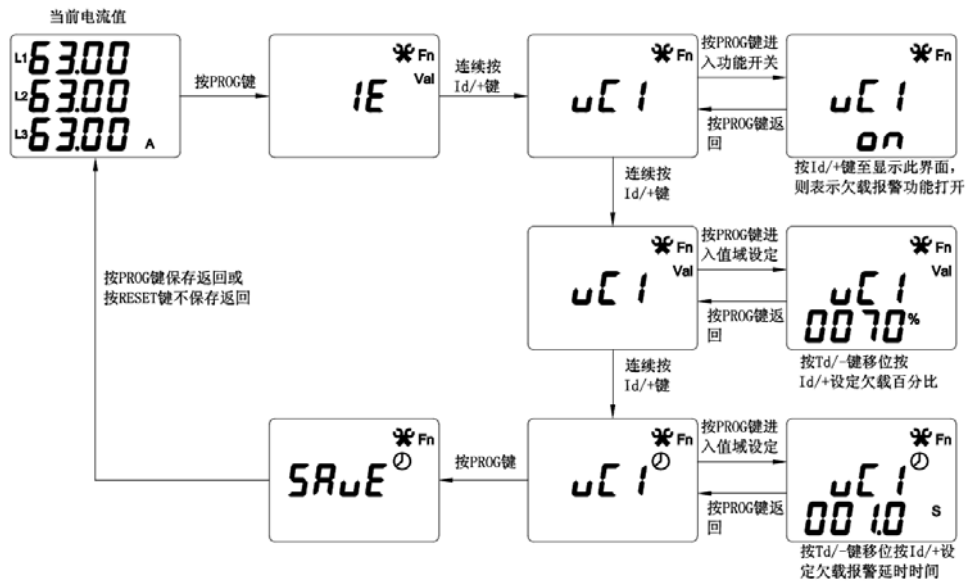 当前电流值
L1 63.00
L2 63.00
L3 63.00 A
按PROG键
Fn
Val
1E
连续按
Id/+键
Fn
uC1
按PROG键进
入功能开关
按PROG键返
回
Fn
uC1
on
按Id/+键至显示此界面，
则表示欠载报警功能打开
连续按
Id/+键
Fn
Val
uC1
按PROG键进
入值域设定
按PROG键返
回
Fn
Val
uC1
0070%
按Td/-键移位按
Id/+设定欠载百分比
连续按
Id/+键
Fn
uC1
按PROG键进
入值域设定
按PROG键返
回
Fn
uC1
001.0 S
按Td/-键移位按Id/+设
定欠载报警延时时间
按PROG键
Fn
SAuE
按PROG键保存返回或
按RESET键不保存返回